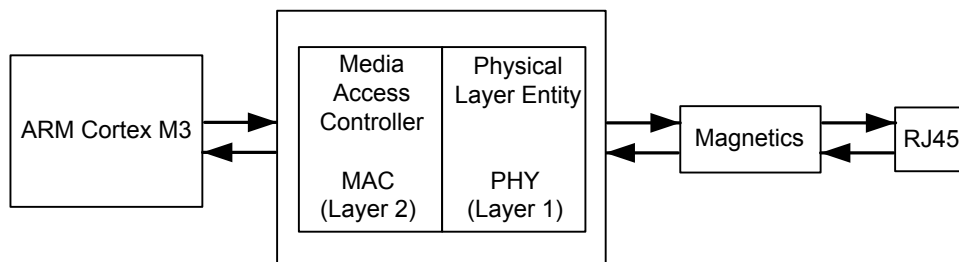 ARM Cortex M3
Media
Access
Controller
MAC
(Layer 2)
Physical
Layer Entity
PHY
(Layer 1)
Magnetics
RJ45